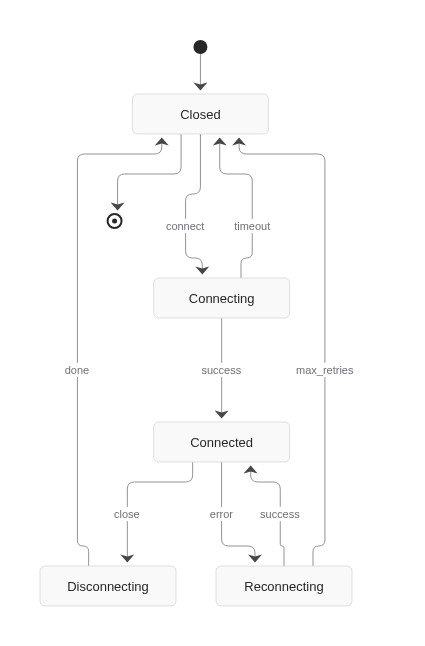 Closed
connect
timeout
Connecting
done
success
max_retries
Connected
close
error
success
Disconnecting
Reconnecting